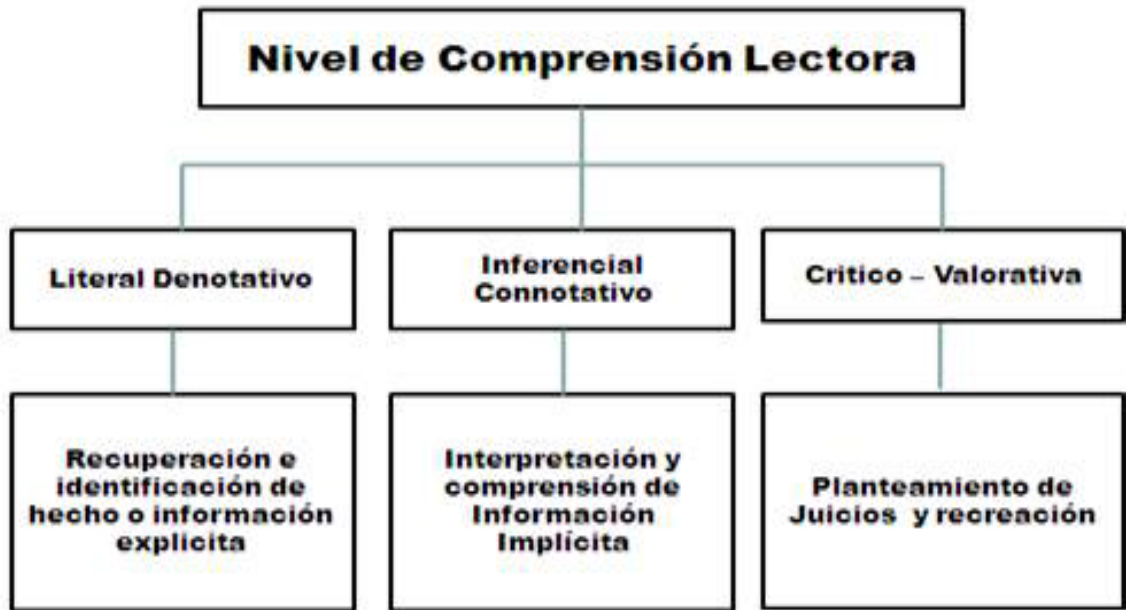 Nivel de Comprensión Lectora
Literal Denotativo
Inferencial
Connotativo
Critico – Valorativa
Recuperación e
identificación de
hecho o información
explicita
Interpretación y
comprensión de
Información
Implícita
Planteamiento de
Juicios y recreación